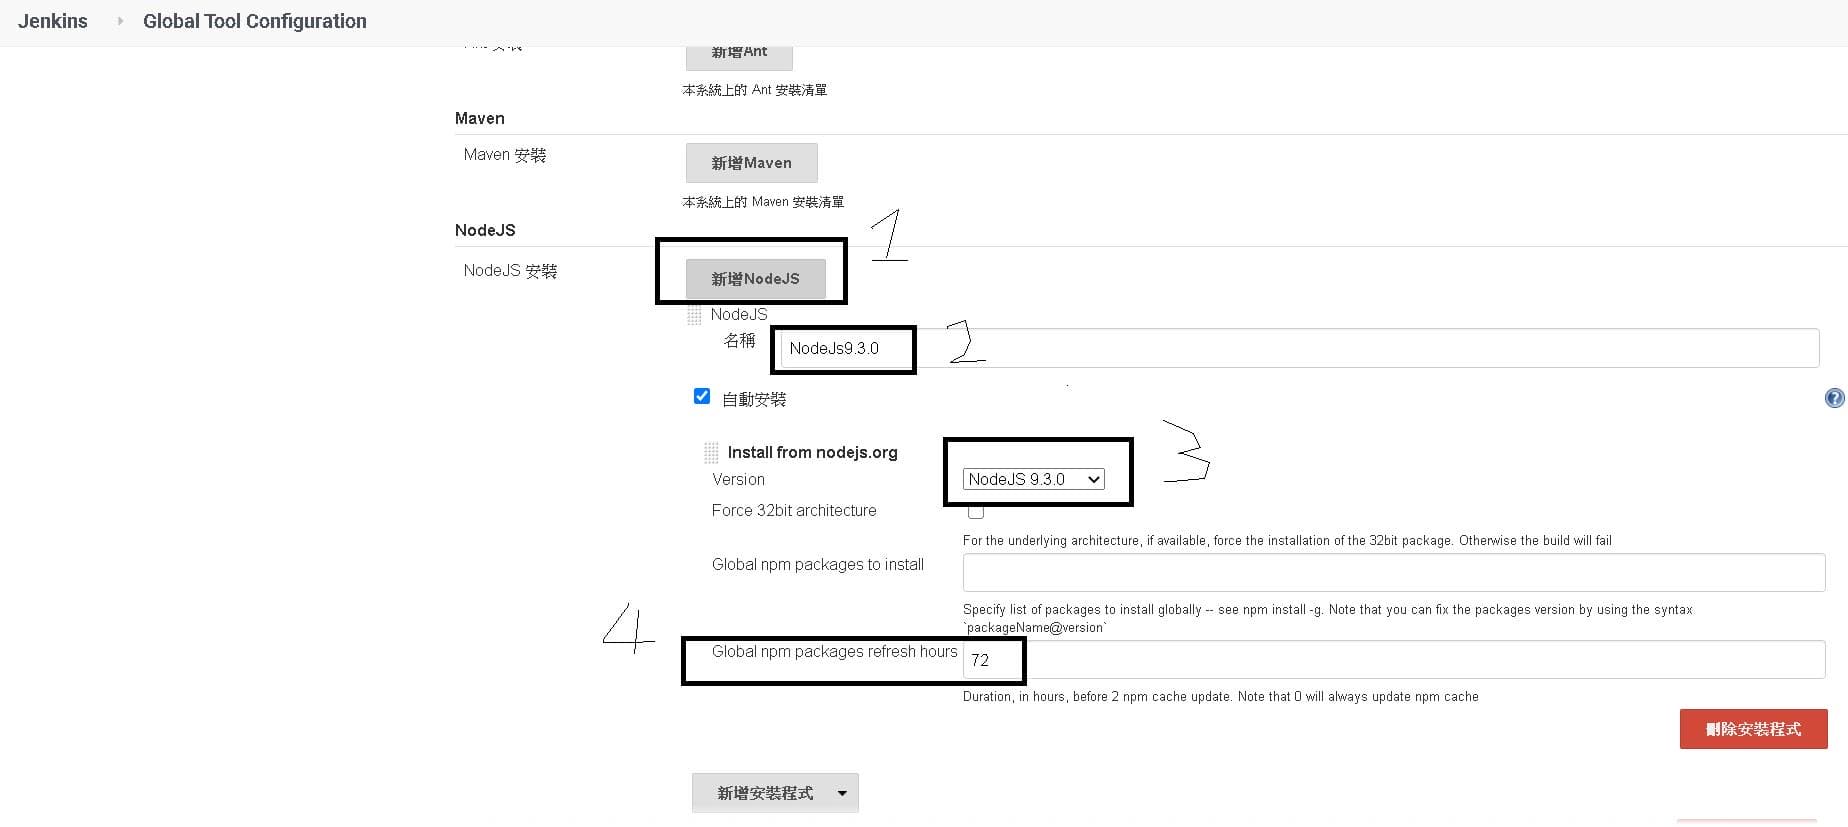 Jenkins
Global Tool Configuration
新增Ant
本系統上的 Ant 安裝清單
Maven
Maven 安裝
新增Maven
本系統上的 Maven 安裝清單
NodeJS
1
NodeJS 安裝
新增NodeJS
NodeJS
名稱
NodeJs9.3.0
2
自動安裝
?
3
Install from nodejs.org
Version
NodeJS 9.3.0
Force 32bit architecture
For the underlying architecture, if available, force the installation of the 32bit package. Otherwise the build will fail
Global npm packages to install
Specify list of packages to install globally -- see npm install -g. Note that you can fix the packages version by using the syntax
`packageName@version`
4
Global npm packages refresh hours
72
Duration, in hours, before 2 npm cache update. Note that 0 will always update npm cache
刪除安裝程式
新增安裝程式